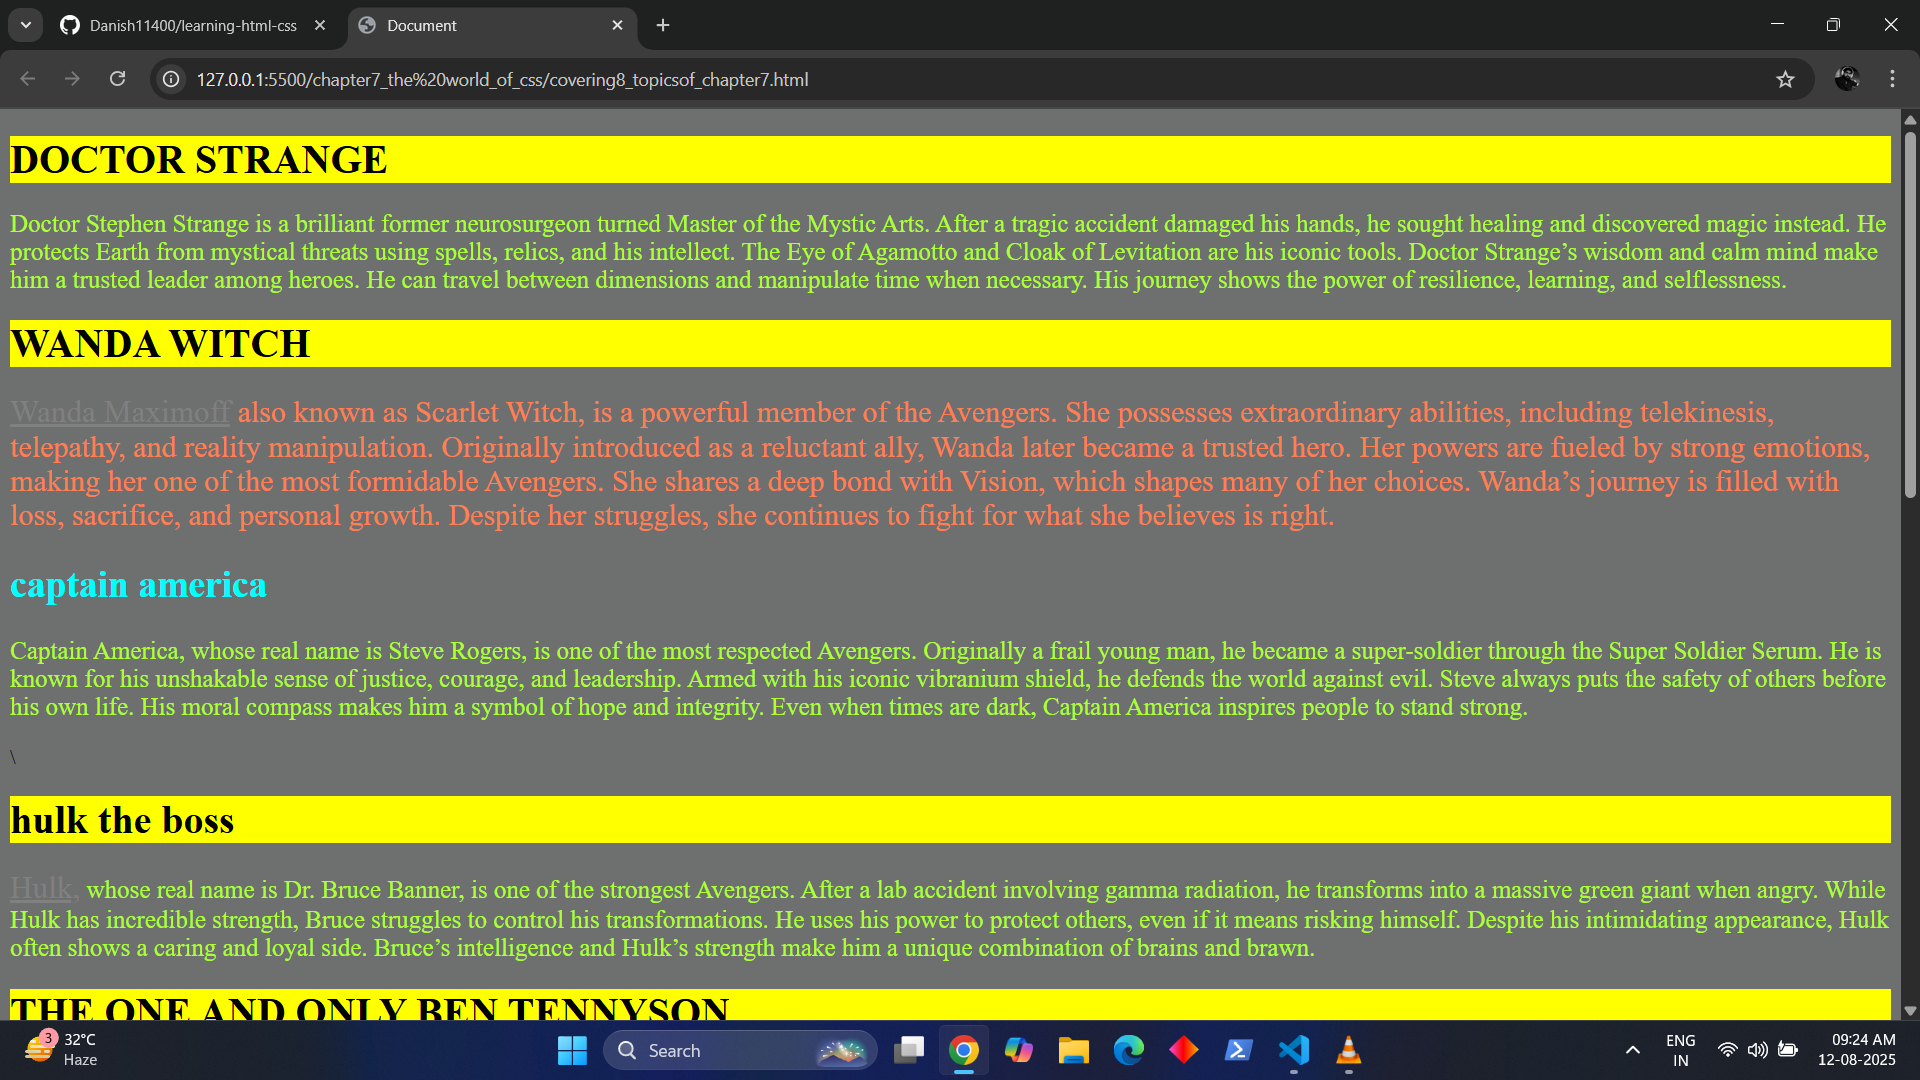 Danish11400/learning-html-css
Document
127.0.0.1:5500/chapter7_the%20world_of_css/covering8_topicsof_chapter7.html
DOCTOR STRANGE
Doctor Stephen Strange is a brilliant former neurosurgeon turned Master of the Mystic Arts. After a tragic accident damaged his hands, he sought healing and discovered magic instead. He
protects Earth from mystical threats using spells, relics, and his intellect. The Eye of Agamotto and Cloak of Levitation are his iconic tools. Doctor Strange’s wisdom and calm mind make
him a trusted leader among heroes. He can travel between dimensions and manipulate time when necessary. His journey shows the power of resilience, learning, and selflessness.
WANDA WITCH
Wanda Maximoff also known as Scarlet Witch, is a powerful member of the Avengers. She possesses extraordinary abilities, including telekinesis,
telepathy, and reality manipulation. Originally introduced as a reluctant ally, Wanda later became a trusted hero. Her powers are fueled by strong emotions,
making her one of the most formidable Avengers. She shares a deep bond with Vision, which shapes many of her choices. Wanda’s journey is filled with
loss, sacrifice, and personal growth. Despite her struggles, she continues to fight for what she believes is right.
captain america
Captain America, whose real name is Steve Rogers, is one of the most respected Avengers. Originally a frail young man, he became a super-soldier through the Super Soldier Serum. He is
known for his unshakable sense of justice, courage, and leadership. Armed with his iconic vibranium shield, he defends the world against evil. Steve always puts the safety of others before
his own life. His moral compass makes him a symbol of hope and integrity. Even when times are dark, Captain America inspires people to stand strong.
\
hulk the boss
Hulk, whose real name is Dr. Bruce Banner, is one of the strongest Avengers. After a lab accident involving gamma radiation, he transforms into a massive green giant when angry. While
Hulk has incredible strength, Bruce struggles to control his transformations. He uses his power to protect others, even if it means risking himself. Despite his intimidating appearance, Hulk
often shows a caring and loyal side. Bruce’s intelligence and Hulk’s strength make him a unique combination of brains and brawn.
THE ONE AND ONLY BEN TENNYSON
3
32°C
Haze
Search
ENG
IN
09:24 AM
12-08-2025